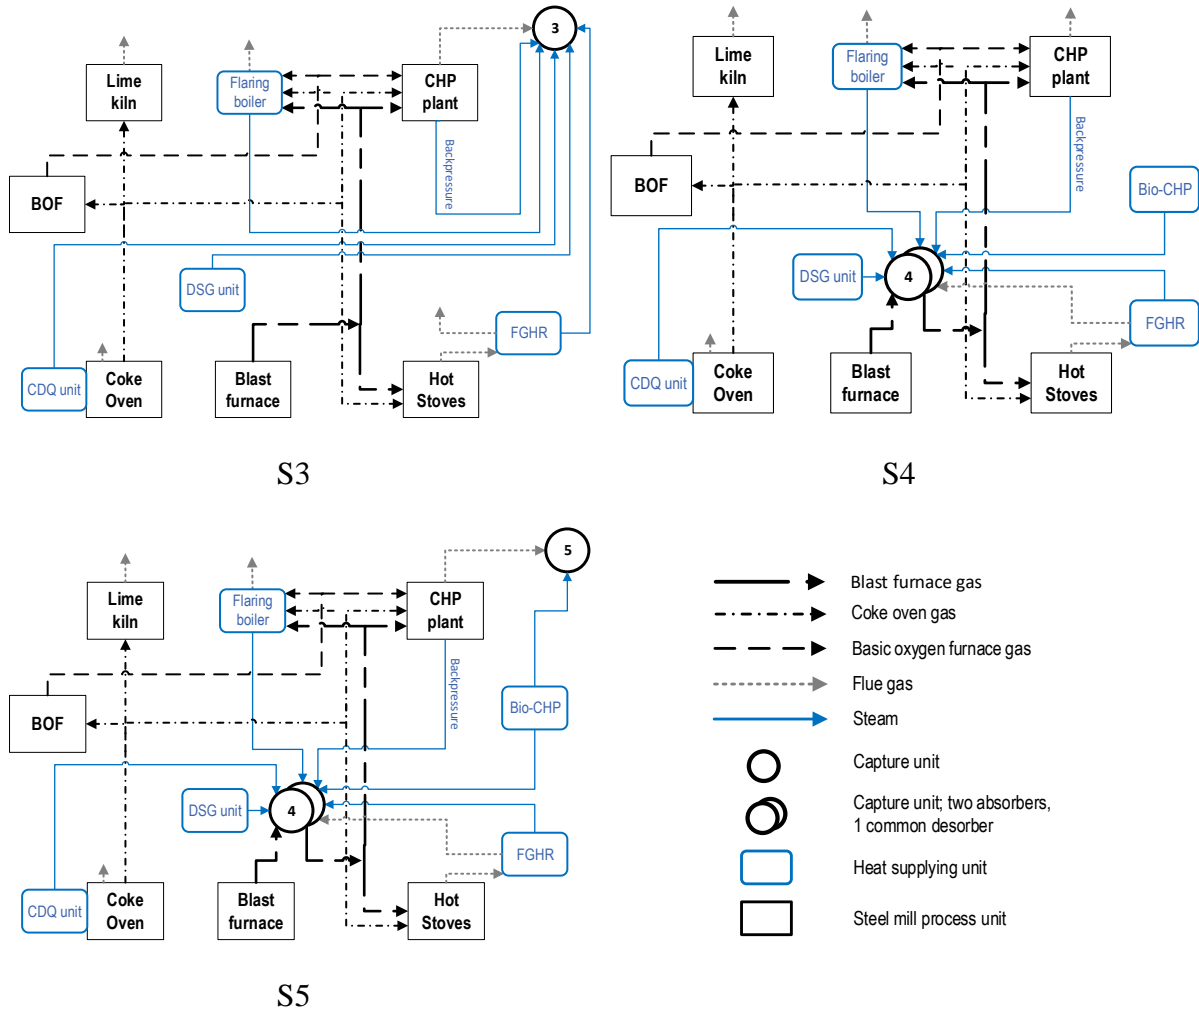 3
Lime
kiln
Flaring
boiler
CHP
plant
Backpressure
BOF
DSG unit
FGHR
CDQ unit
Coke
Oven
Blast
furnace
Hot
Stoves
S3
Lime
kiln
Flaring
boiler
CHP
plant
Backpressure
BOF
Bio-CHP
DSG unit
4
FGHR
CDQ unit
Coke
Oven
Blast
furnace
Hot
Stoves
S4
5
Lime
kiln
Flaring
boiler
CHP
plant
Backpressure
BOF
Bio-CHP
DSG unit
4
FGHR
CDQ unit
Coke
Oven
Blast
furnace
Hot
Stoves
S5
Blast furnace gas
Coke oven gas
Basic oxygen furnace gas
Flue gas
Steam
Capture unit
Capture unit; two absorbers,
1 common desorber
Heat supplying unit
Steel mill process unit